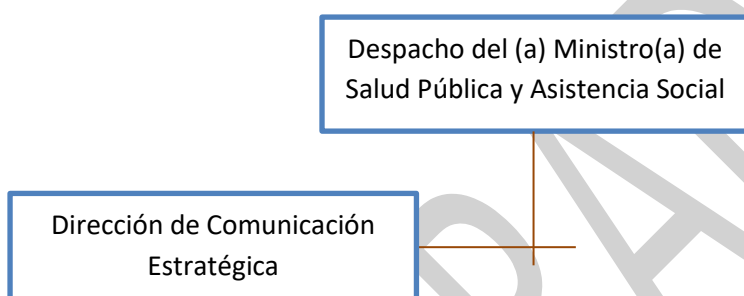 Despacho del (a) Ministro(a) de
Salud Pública y Asistencia Social
Dirección de Comunicación
Estratégica